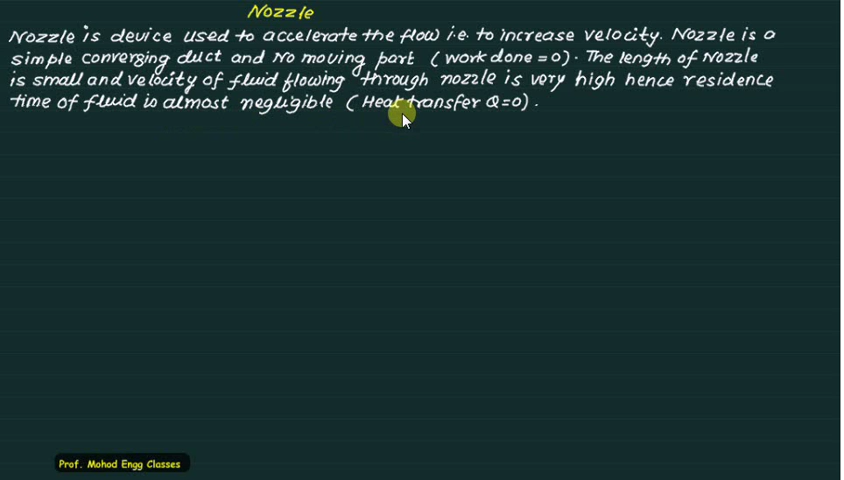 Nozzle
Nozzle is device used to accelerate the flow i.e. to increase velocity. Nozzle is a
simple converging duct and No moving part (work done = 0). The length of Nozzle
is small and velocity of fluid flowing through nozzle is very high hence residence
time of fluid is almost negligible (Heat transfer Q=0).
Prof. Mohod Engg Classes